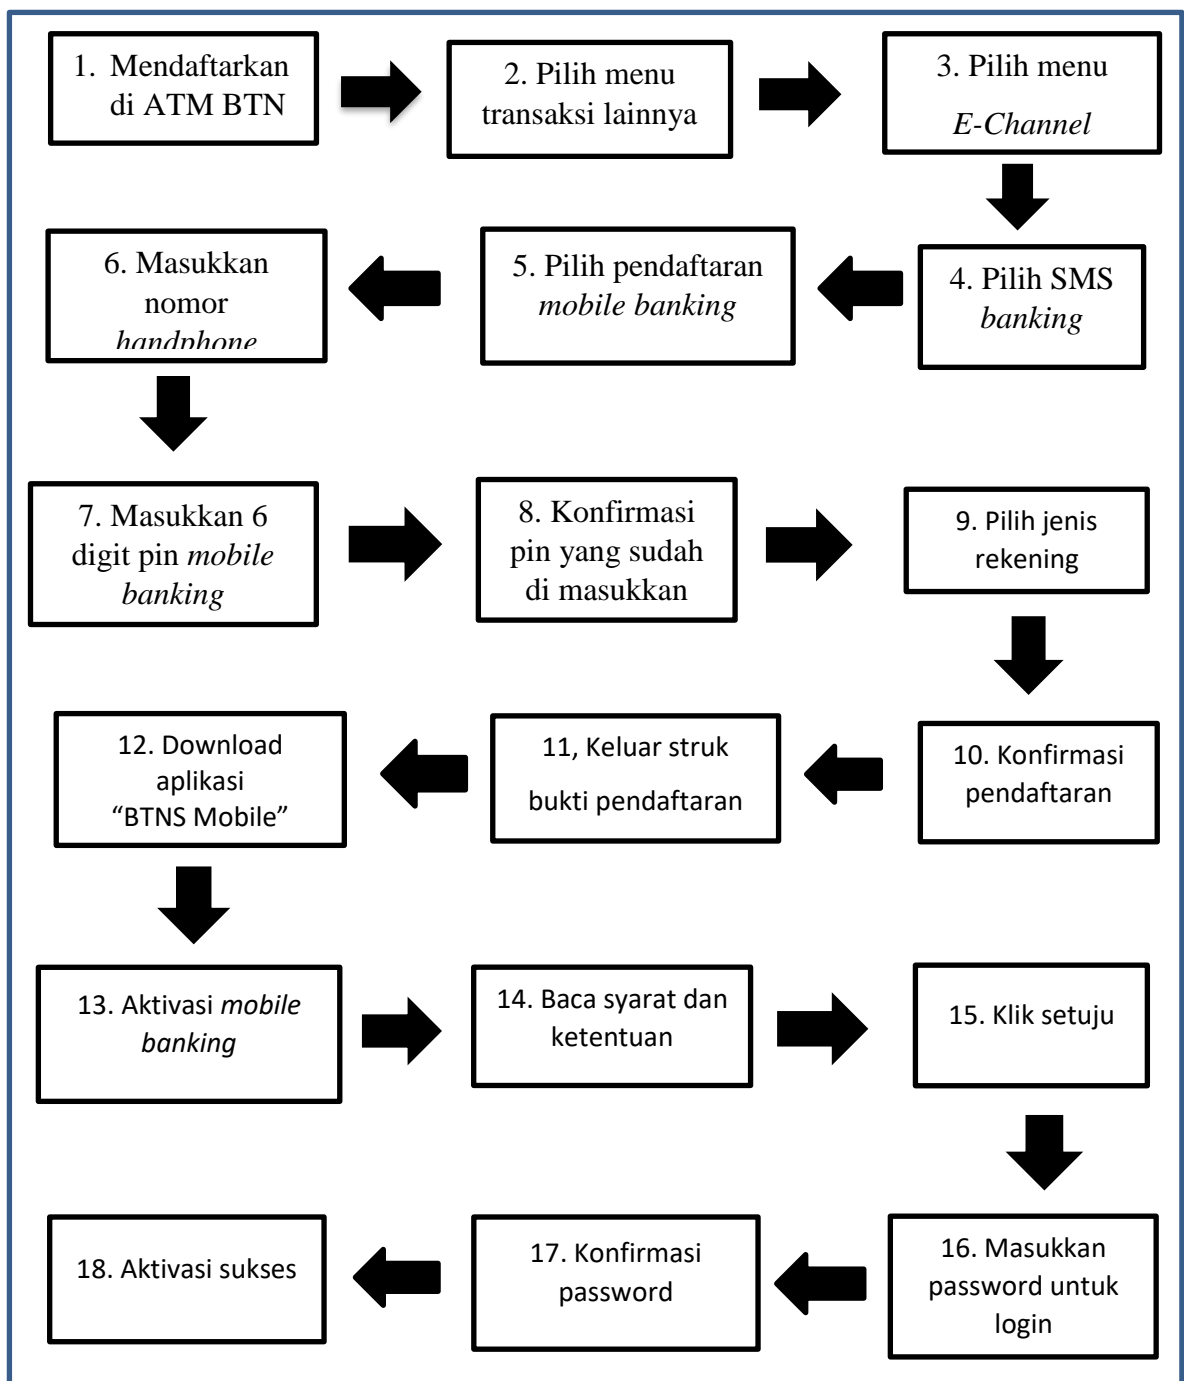 1. Mendaftarkan
di ATM BTN
2. Pilih menu
transaksi lainnya
3. Pilih menu
E-Channel
4. Pilih SMS
banking
5. Pilih pendaftaran
mobile banking
6. Masukkan
nomor
handphone
7. Masukkan 6
digit pin mobile
banking
8. Konfirmasi
pin yang sudah
di masukkan
9. Pilih jenis
rekening
10. Konfirmasi
pendaftaran
11, Keluar struk
bukti pendaftaran
12. Download
aplikasi
“BTNS Mobile”
13. Aktivasi mobile
banking
14. Baca syarat dan
ketentuan
15. Klik setuju
16. Masukkan
password untuk
login
17. Konfirmasi
password
18. Aktivasi sukses